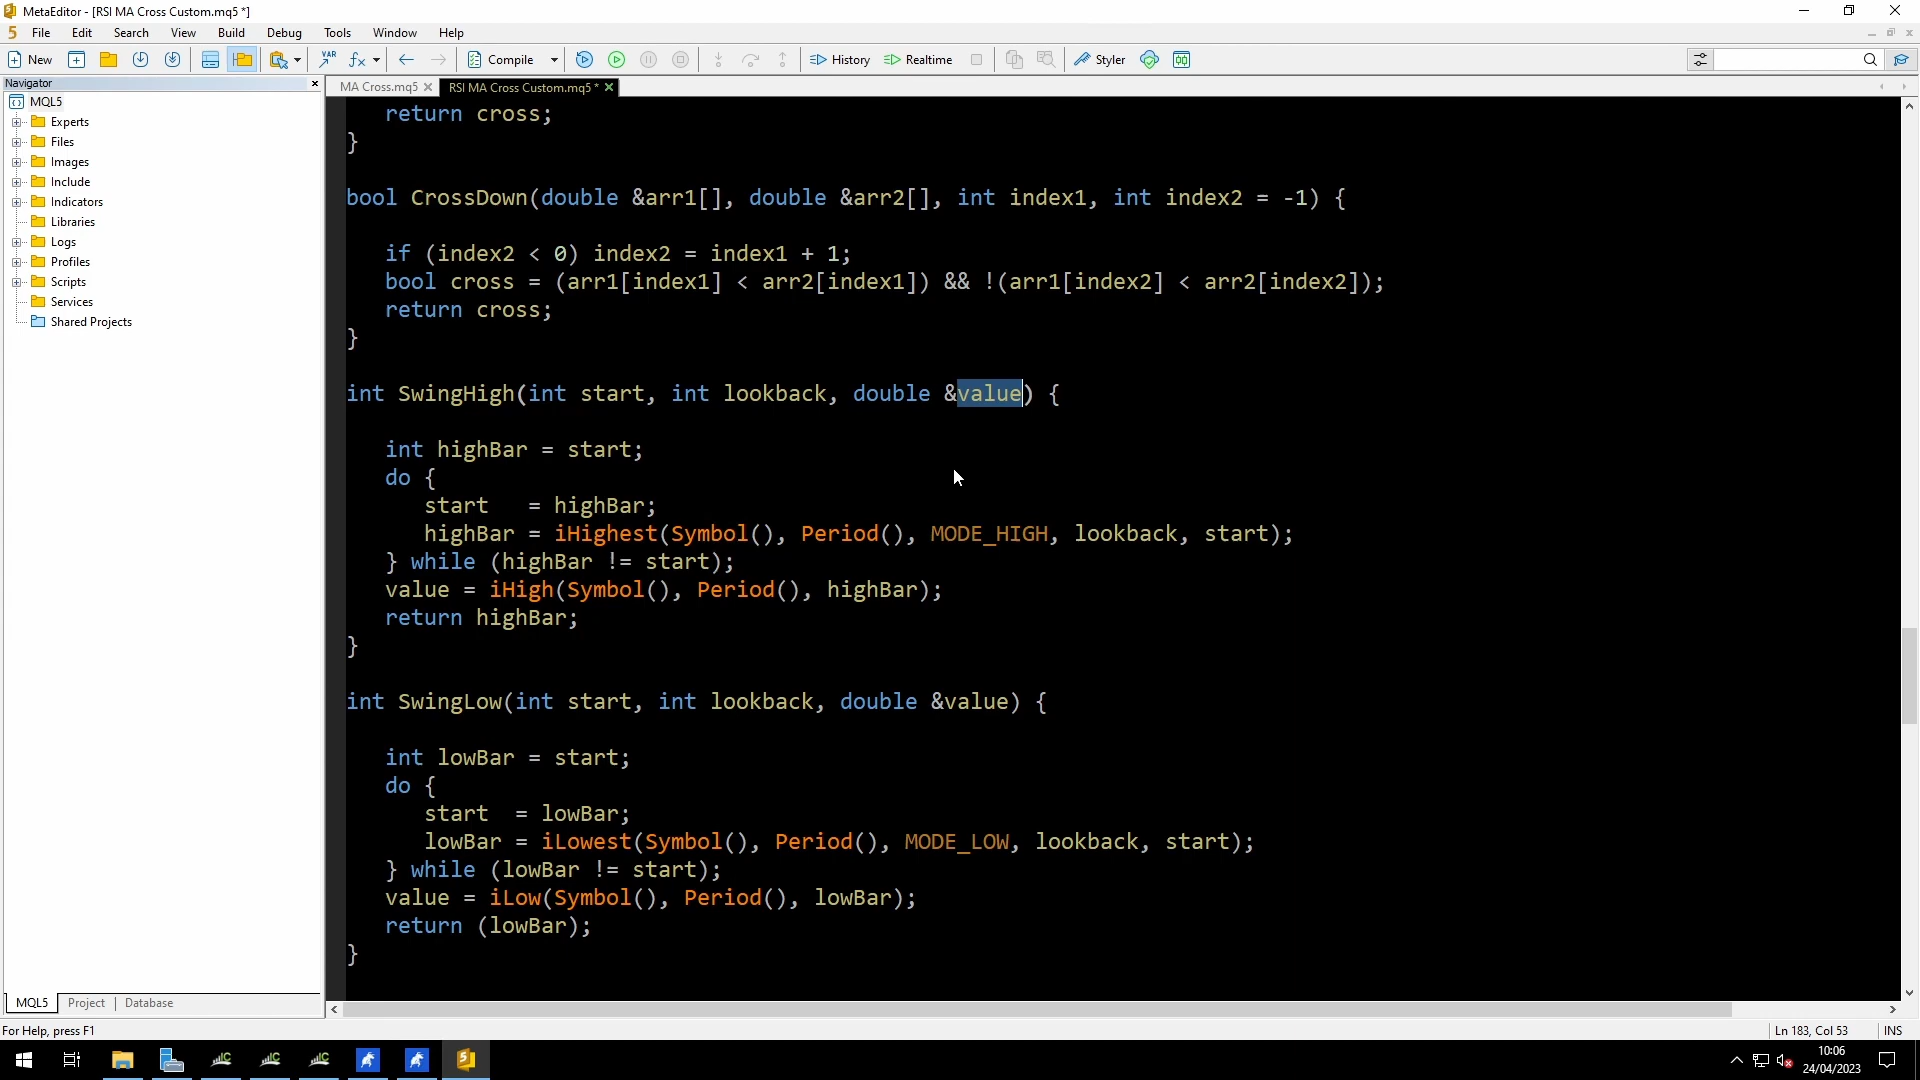 MetaEditor - [RSI MA Cross Custom.mq5 *]
File Edit Search View Build Debug Tools Window Help
New VAR Compile History Realtime Styler
Navigator
MA Cross.mq5 RSI MA Cross Custom.mq5 *
MQL5
Experts
Files
Images
Include
Indicators
Libraries
Logs
Profiles
Scripts
Services
Shared Projects
return cross;
}
bool CrossDown(double &arr1[], double &arr2[], int index1, int index2 = -1) {
if (index2 < 0) index2 = index1 + 1;
bool cross = (arr1[index1] < arr2[index1]) && !(arr1[index2] < arr2[index2]);
return cross;
}
int SwingHigh(int start, int lookback, double &value) {
int highBar = start;
do {
start   = highBar;
highBar = iHighest(Symbol(), Period(), MODE_HIGH, lookback, start);
} while (highBar != start);
value = iHigh(Symbol(), Period(), highBar);
return highBar;
}
int SwingLow(int start, int lookback, double &value) {
int lowBar = start;
do {
start  = lowBar;
lowBar = iLowest(Symbol(), Period(), MODE_LOW, lookback, start);
} while (lowBar != start);
value = iLow(Symbol(), Period(), lowBar);
return (lowBar);
}
MQL5 Project Database
For Help, press F1
Ln 183, Col 53 INS
10:06
24/04/2023